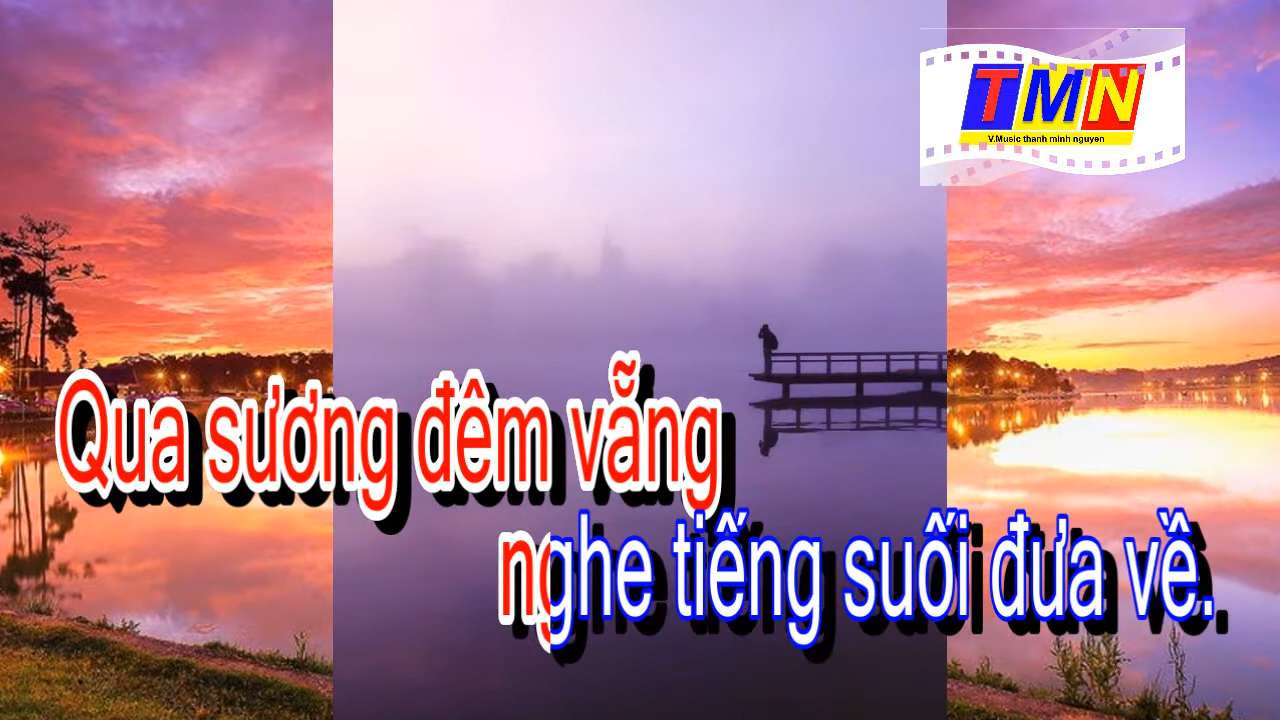 TMN
V.Music thanh minh nguyen
Qua sương đêm vẵng
nghe tiếng suối đưa về.